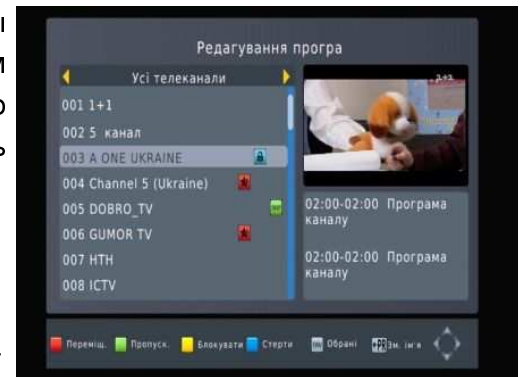 Редагування програ
Усі телеканали
001 1+1
002 5 канал
003 A ONE UKRAINE
004 Channel 5 (Ukraine)
005 DOBRO_TV
006 GUMOR TV
007 НТН
008 ICTV
2+2
02:00-02:00 Програма
каналу
02:00-02:00 Програма
каналу
Переміщ. Пропуск. Блокувати Стерти Обрані Зм. ім'я